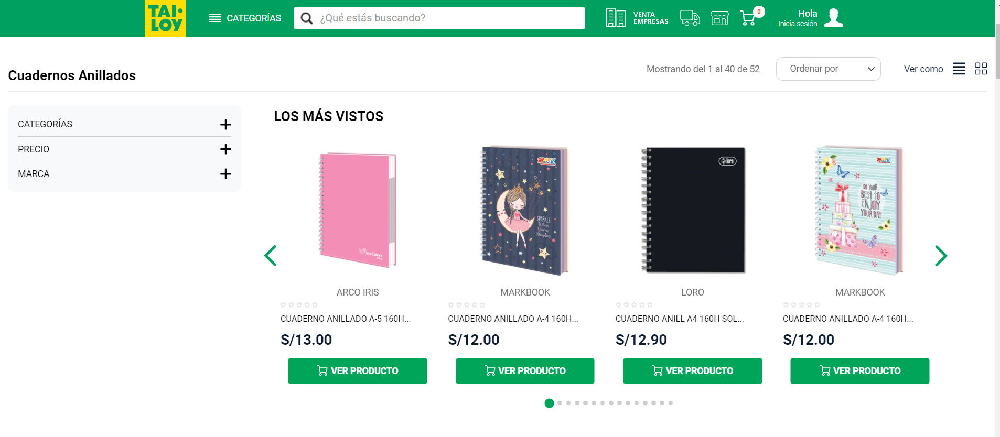 TAI·
LOY
CATEGORÍAS
¿Qué estás buscando?
VENTA
EMPRESAS
0
Hola
Inicia sesión
Cuadernos Anillados
Mostrando del 1 al 40 de 52
Ordenar por
Ver como
CATEGORÍAS
PRECIO
MARCA
LOS MÁS VISTOS
Iris Colors
MARK
BOOK
SPARKLE
When
You're
Sleeping
loro
MARK
BOOK
DO YOUR
BEST TO
ENJOY
YOUR DAY
ARCO IRIS
MARKBOOK
LORO
MARKBOOK
CUADERNO ANILLADO A-5 160H...
CUADERNO ANILLADO A-4 160H...
CUADERNO ANILL A4 160H SOL...
CUADERNO ANILLADO A-4 160H...
S/13.00
S/12.00
S/12.90
S/12.00
VER PRODUCTO
VER PRODUCTO
VER PRODUCTO
VER PRODUCTO